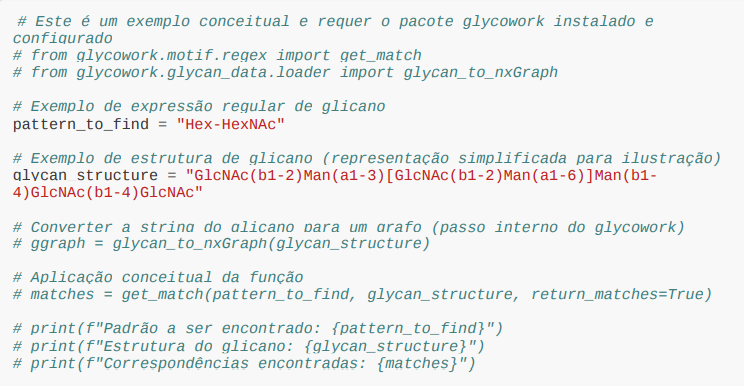 # Este é um exemplo conceitual e requer o pacote glycowork instalado e
configurado
# from glycowork.motif.regex import get_match
# from glycowork.glycan_data.loader import glycan_to_nxGraph
# Exemplo de expressão regular de glicano
pattern_to_find = "Hex-HexNAc"
# Exemplo de estrutura de glicano (representação simplificada para ilustração)
glycan_structure = "GlcNAc(b1-2)Man(a1-3)[GlcNAc(b1-2)Man(a1-6)]Man(b1-
4)GlcNAc(b1-4)GlcNAc"
# Converter a string do glicano para um grafo (passo interno do glycowork)
# ggraph = glycan_to_nxGraph(glycan_structure)
# Aplicação conceitual da função
# matches = get_match(pattern_to_find, glycan_structure, return_matches=True)
# print(f"Padrão a ser encontrado: {pattern_to_find}")
# print(f"Estrutura do glicano: {glycan_structure}")
# print(f"Correspondências encontradas: {matches}")